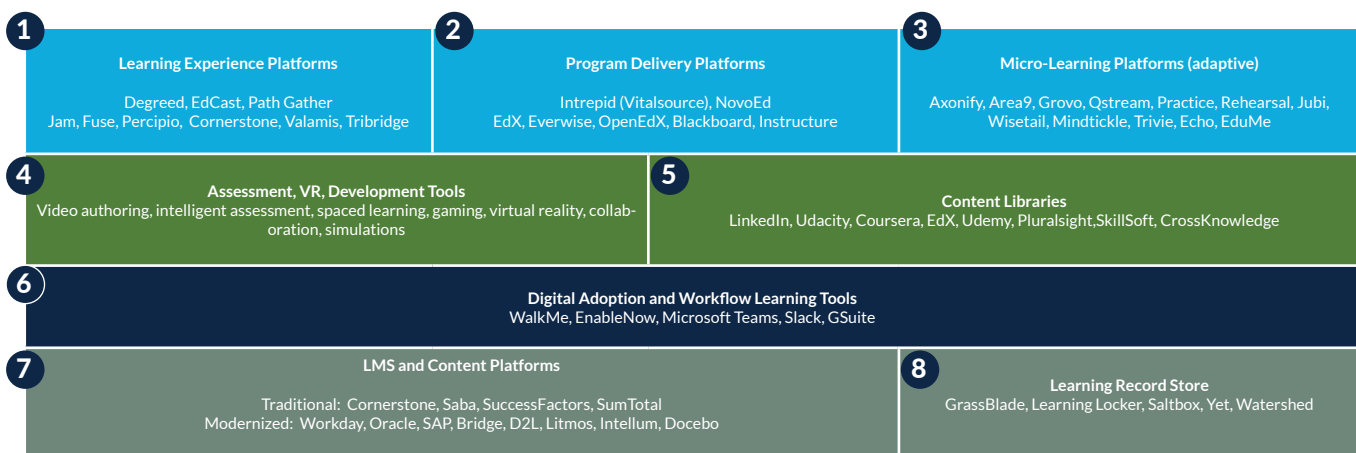 1
Learning Experience Platforms
Degreed, EdCast, Path Gather
Jam, Fuse, Percipio, Cornerstone, Valamis, Tribridge
2
Program Delivery Platforms
Intrepid (Vitalsource), NovoEd
EdX, Everwise, OpenEdX, Blackboard, Instructure
3
Micro-Learning Platforms (adaptive)
Axonify, Area9, Grovo, Qstream, Practice, Rehearsal, Jubi,
Wisetail, Mindtickle, Trivie, Echo, EduMe
4
Assessment, VR, Development Tools
Video authoring, intelligent assessment, spaced learning, gaming, virtual reality, collab-
oration, simulations
5
Content Libraries
LinkedIn, Udacity, Coursera, EdX, Udemy, Pluralsight,SkillSoft, CrossKnowledge
6
Digital Adoption and Workflow Learning Tools
WalkMe, EnableNow, Microsoft Teams, Slack, GSuite
7
LMS and Content Platforms
Traditional: Cornerstone, Saba, SuccessFactors, SumTotal
Modernized: Workday, Oracle, SAP, Bridge, D2L, Litmos, Intellum, Docebo
8
Learning Record Store
GrassBlade, Learning Locker, Saltbox, Yet, Watershed